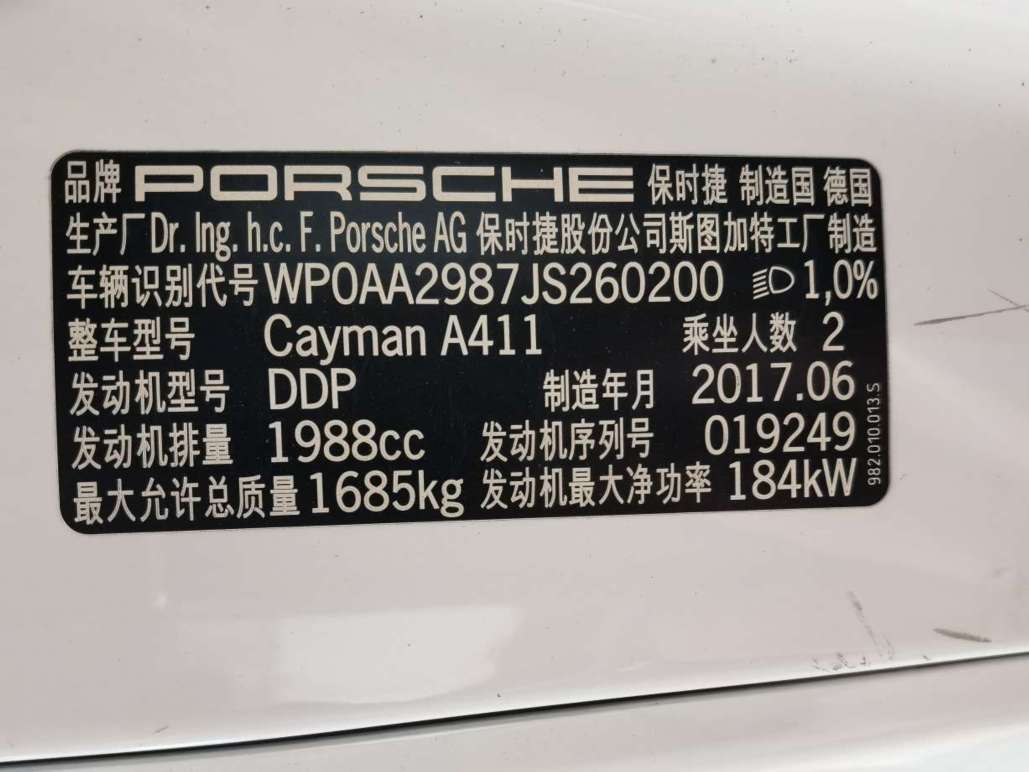 品牌 PORSCHE 保时捷 制造国 德国
生产厂 Dr. Ing. h.c. F. Porsche AG 保时捷股份公司斯图加特工厂制造
车辆识别代号 WP0AA2987JS260200 1,0%
整车型号 Cayman A411 乘坐人数 2
发动机型号 DDP 制造年月 2017.06
发动机排量 1988cc 发动机序列号 019249
最大允许总质量 1685kg 发动机最大净功率 184kW
982.010.013.S